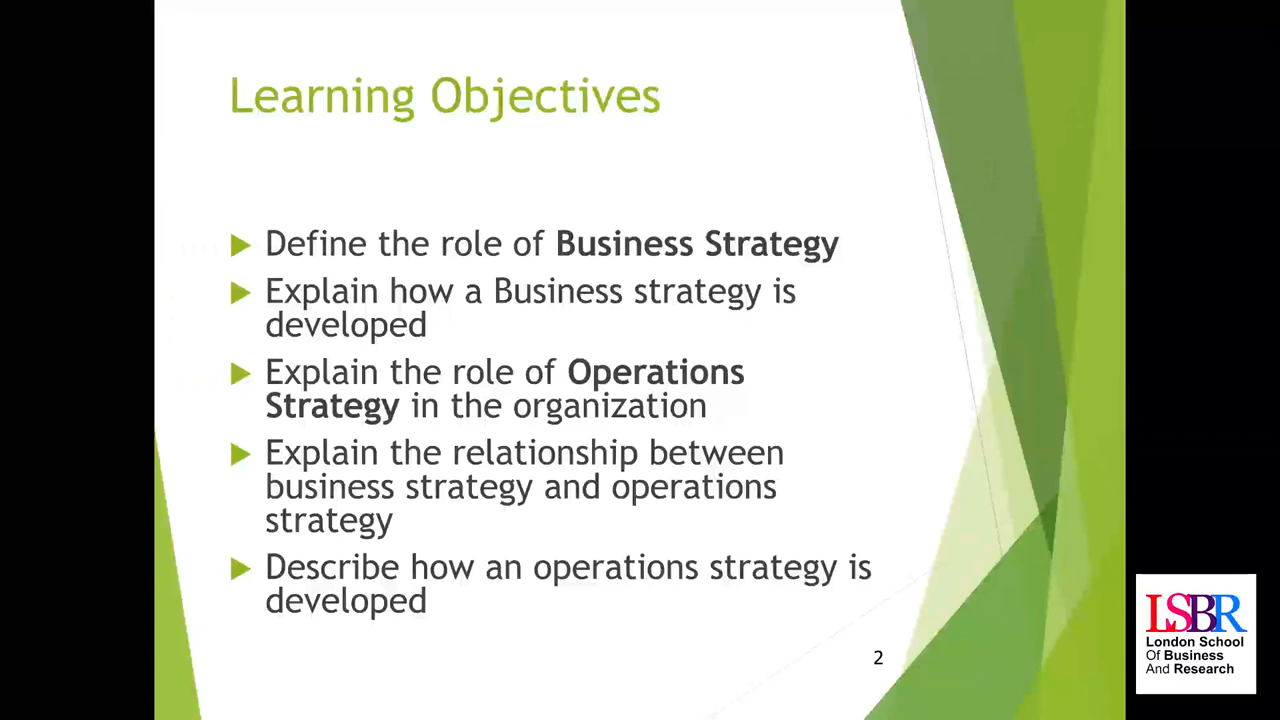 Learning Objectives
Define the role of Business Strategy
Explain how a Business strategy is
developed
Explain the role of Operations
Strategy in the organization
Explain the relationship between
business strategy and operations
strategy
Describe how an operations strategy is
developed
2
LSBR
London School
Of Business
And Research